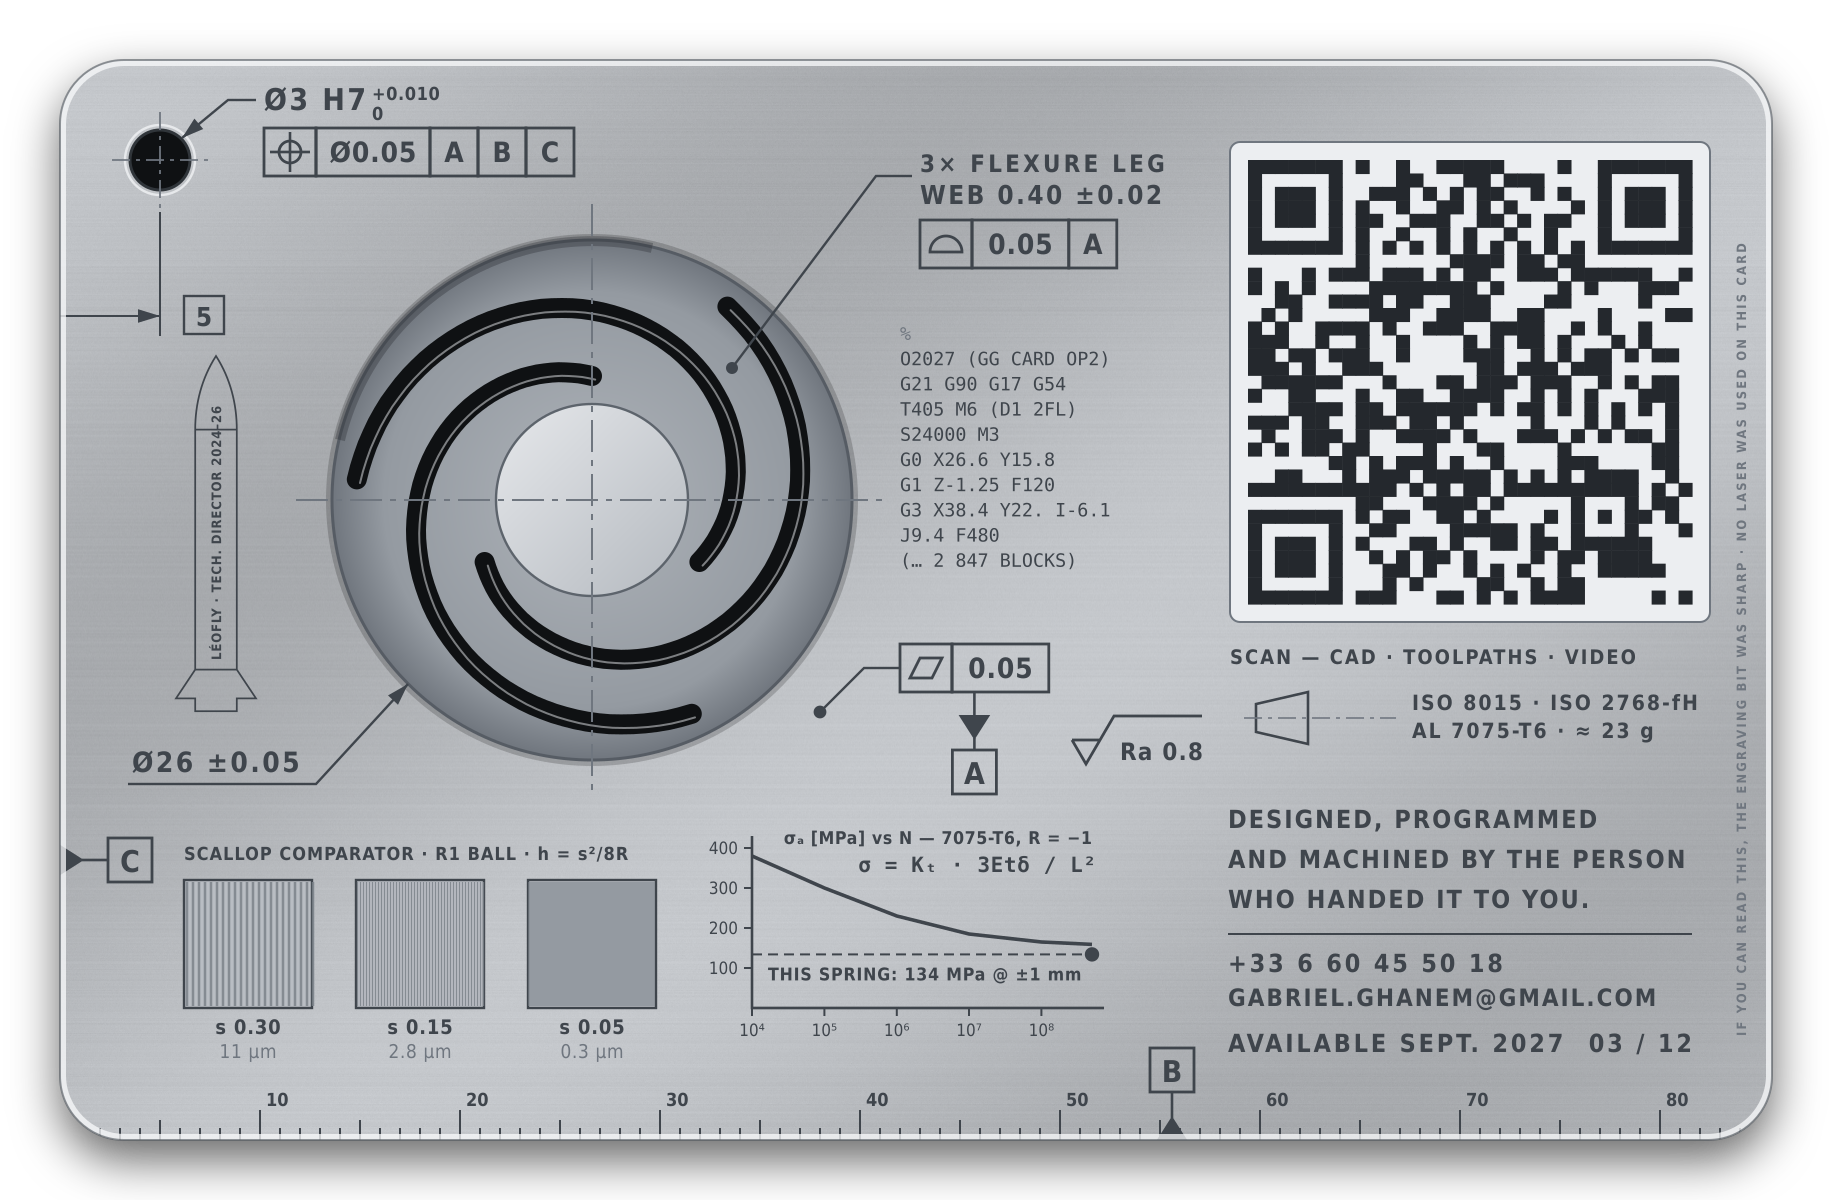 Ø3 H7 +0.010
0
Ø0.05 A B C
3× FLEXURE LEG
WEB 0.40 ±0.02
0.05 A
5
LÉOFLY · TECH. DIRECTOR 2024-26
%
O2027 (GG CARD OP2)
G21 G90 G17 G54
T405 M6 (D1 2FL)
S24000 M3
G0 X26.6 Y15.8
G1 Z-1.25 F120
G3 X38.4 Y22. I-6.1
J9.4 F480
(… 2 847 BLOCKS)
0.05
A
Ra 0.8
Ø26 ±0.05
SCAN — CAD · TOOLPATHS · VIDEO
ISO 8015 · ISO 2768-fH
AL 7075-T6 · ≈ 23 g
IF YOU CAN READ THIS, THE ENGRAVING BIT WAS SHARP · NO LASER WAS USED ON THIS CARD
C
SCALLOP COMPARATOR · R1 BALL · h = s²/8R
s 0.30
11 µm
s 0.15
2.8 µm
s 0.05
0.3 µm
σₐ [MPa] vs N — 7075-T6, R = −1
σ = Kₜ · 3Etδ / L²
400
300
200
100
THIS SPRING: 134 MPa @ ±1 mm
10⁴ 10⁵ 10⁶ 10⁷ 10⁸
DESIGNED, PROGRAMMED
AND MACHINED BY THE PERSON
WHO HANDED IT TO YOU.
+33 6 60 45 50 18
GABRIEL.GHANEM@GMAIL.COM
AVAILABLE SEPT. 2027 03 / 12
B
10 20 30 40 50 60 70 80